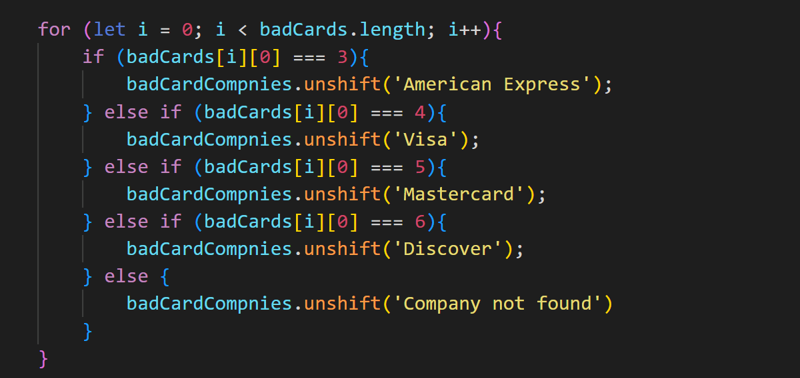 for (let i = 0; i < badCards.length; i++){
    if (badCards[i][0] === 3){
        badCardCompnies.unshift('American Express');
    } else if (badCards[i][0] === 4){
        badCardCompnies.unshift('Visa');
    } else if (badCards[i][0] === 5){
        badCardCompnies.unshift('Mastercard');
    } else if (badCards[i][0] === 6){
        badCardCompnies.unshift('Discover');
    } else {
        badCardCompnies.unshift('Company not found')
    }
}